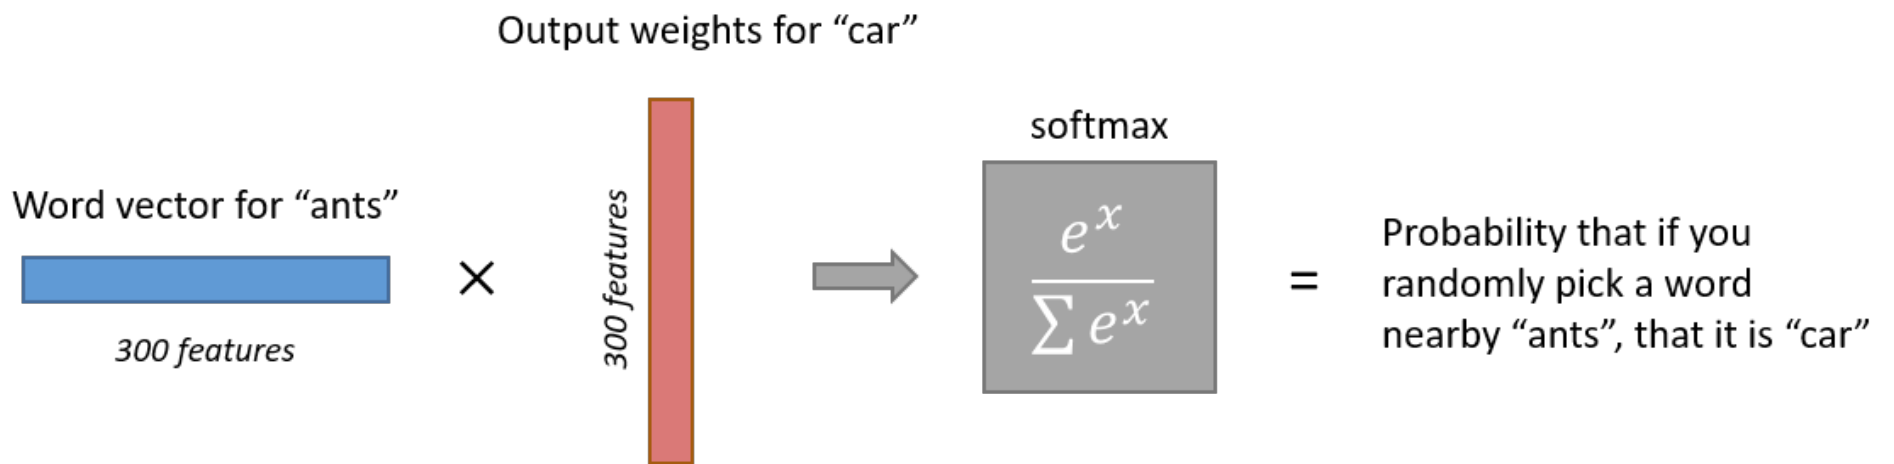 Output weights for “car”
softmax
Word vector for “ants”
300 features
×
300 features
e^x
∑ e^x
=
Probability that if you
randomly pick a word
nearby “ants”, that it is “car”